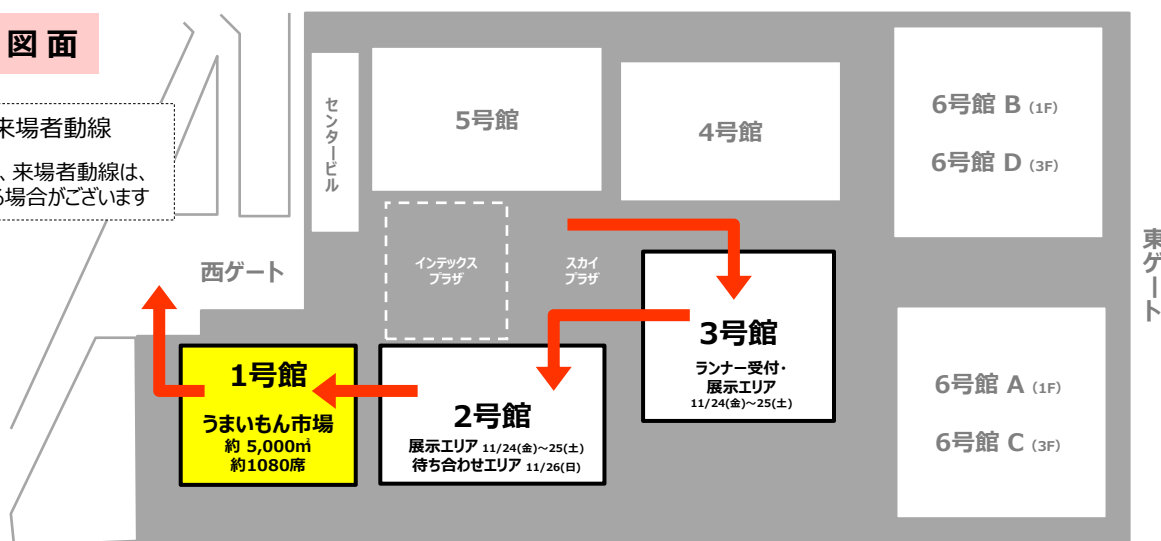 図面
来場者動線
、来場者動線は、
場合がございます
センタービル
5号館
4号館
6号館 B (1F)
6号館 D (3F)
東ゲート
西ゲート
インデックス
プラザ
スカイ
プラザ
3号館
ランナー受付・
展示エリア
11/24(金)~25(土)
1号館
うまいもん市場
約 5,000㎡
約1080席
2号館
展示エリア 11/24(金)~25(土)
待ち合わせエリア 11/26(日)
6号館 A (1F)
6号館 C (3F)